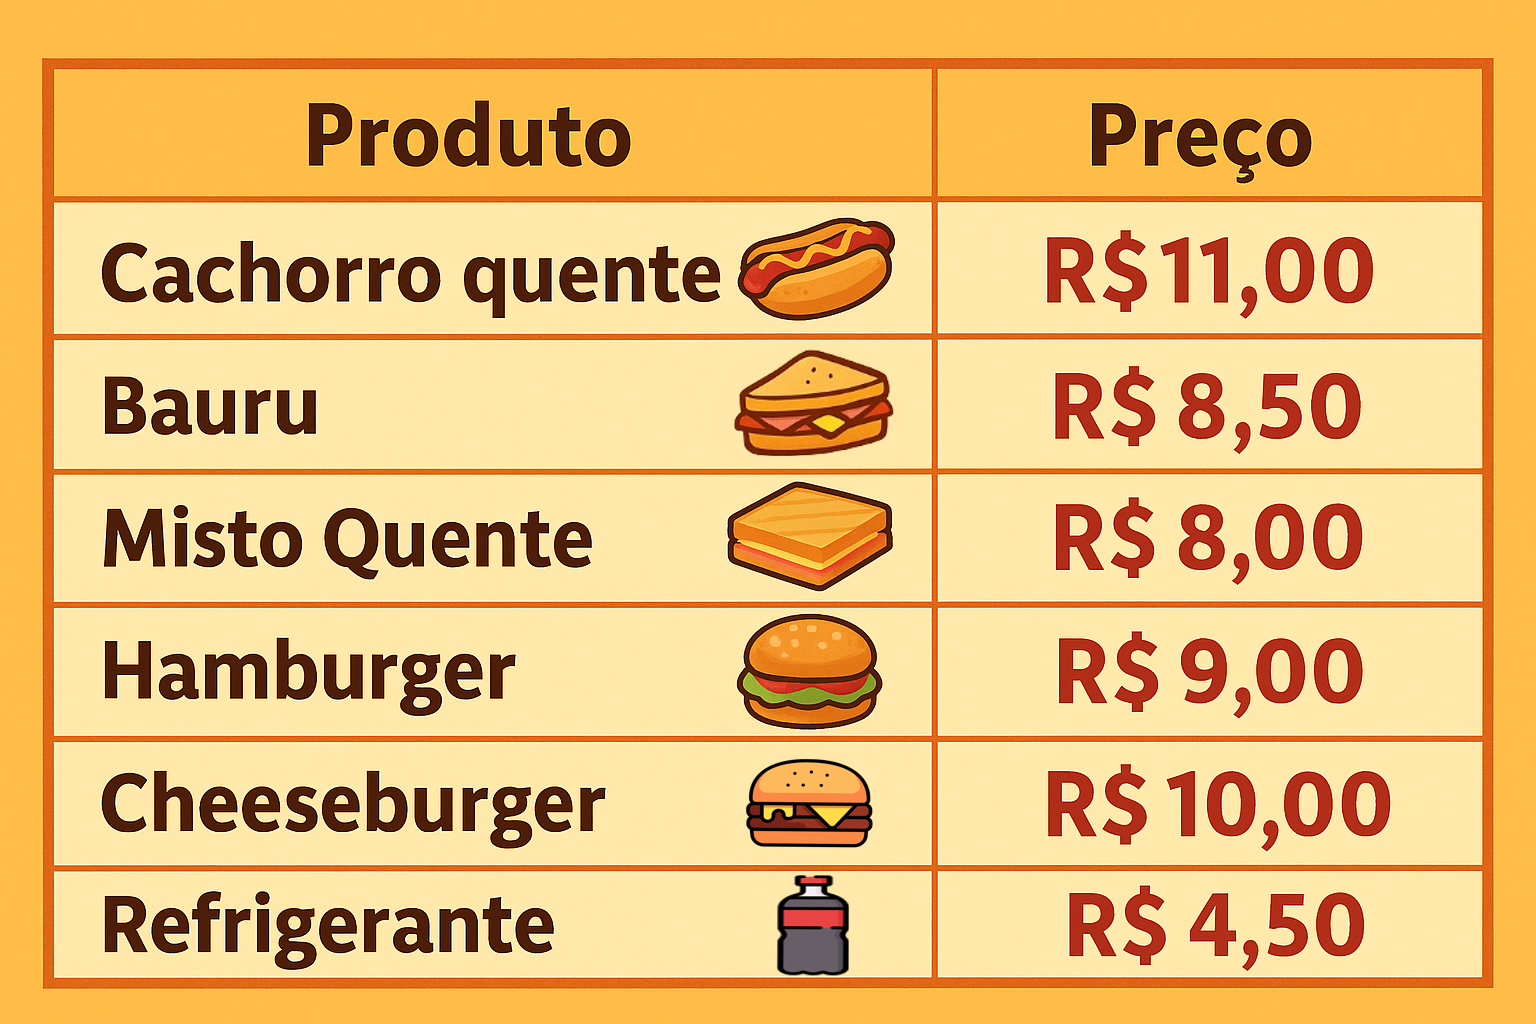 Produto Preço
Cachorro quente R$ 11,00
Bauru R$ 8,50
Misto Quente R$ 8,00
Hamburger R$ 9,00
Cheeseburger R$ 10,00
Refrigerante R$ 4,50